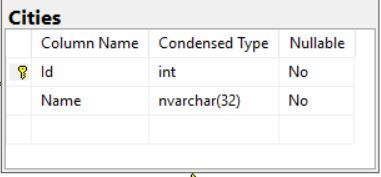 Cities
Column Name Condensed Type Nullable
Id int No
Name nvarchar(32) No